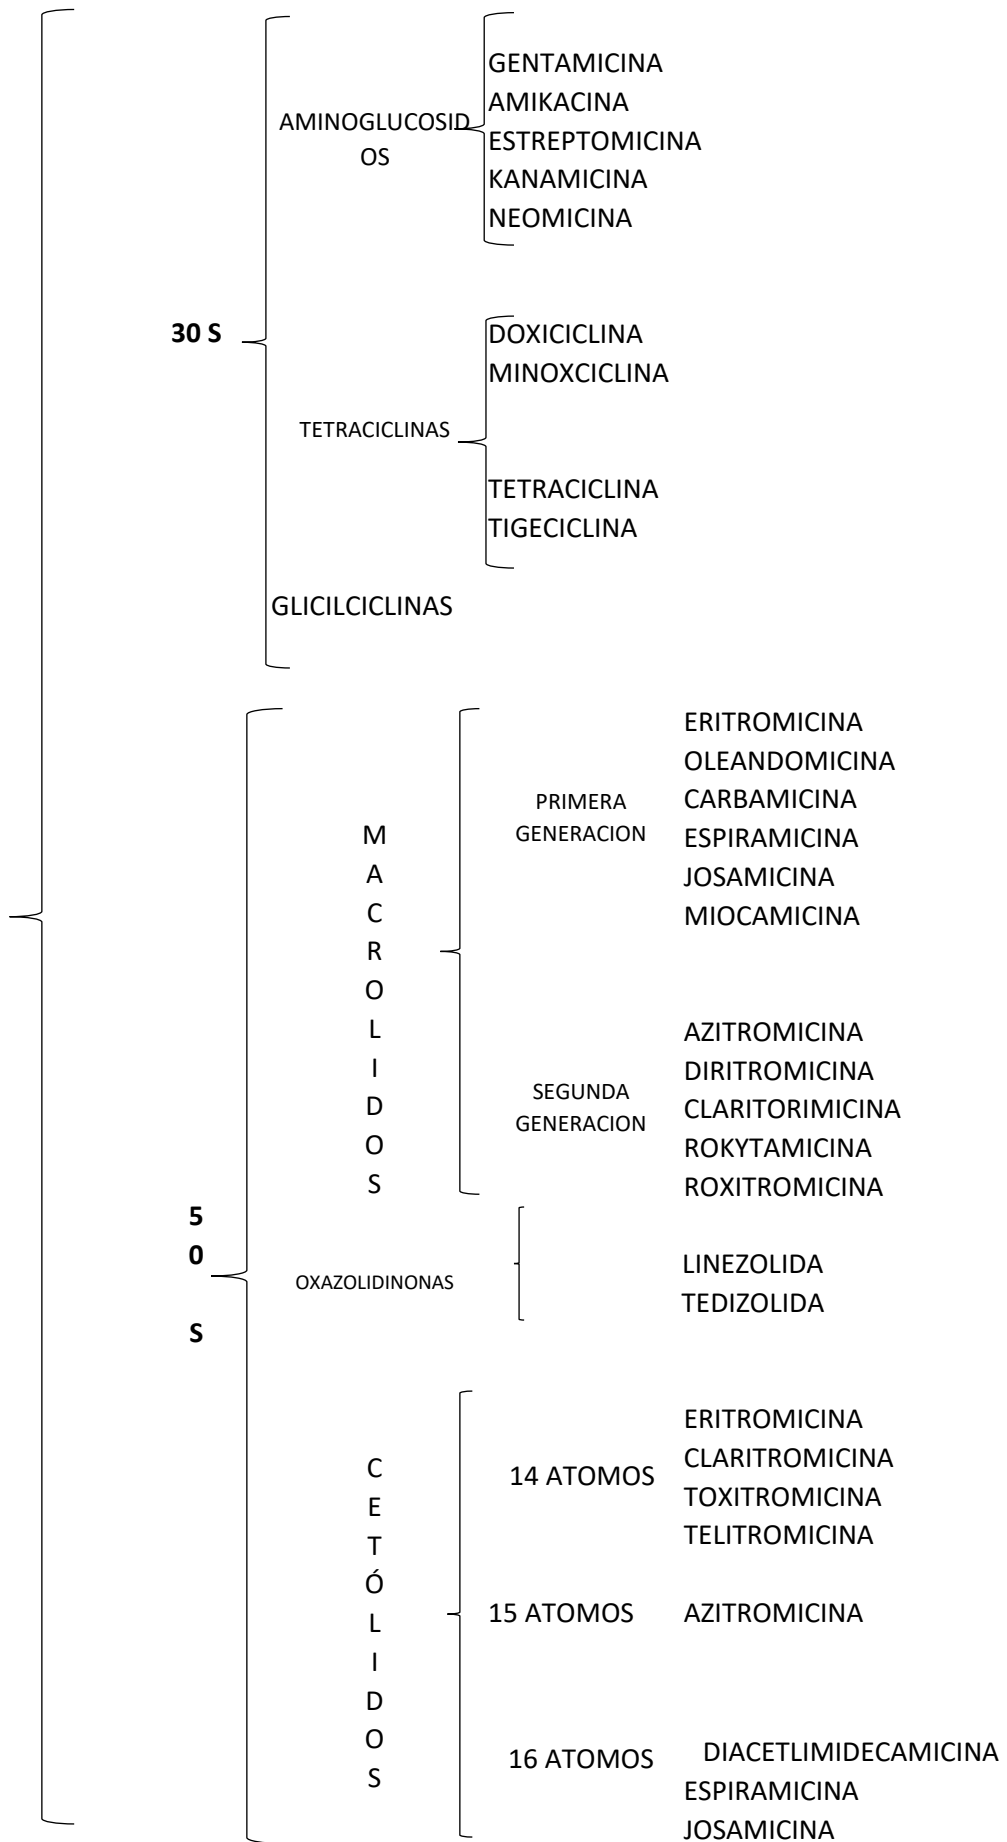 30 S
AMINOGLUCOSID
OS
GENTAMICINA
AMIKACINA
ESTREPTOMICINA
KANAMICINA
NEOMICINA
TETRACICLINAS
DOXICICLINA
MINOXCICLINA
TETRACICLINA
TIGECICLINA
GLICILCICLINAS
5
0
S
M
A
C
R
O
L
I
D
O
S
PRIMERA
GENERACION
ERITROMICINA
OLEANDOMICINA
CARBAMICINA
ESPIRAMICINA
JOSAMICINA
MIOCAMICINA
SEGUNDA
GENERACION
AZITROMICINA
DIRITROMICINA
CLARITORIMICINA
ROKYTAMICINA
ROXITROMICINA
OXAZOLIDINONAS
LINEZOLIDA
TEDIZOLIDA
C
E
T
Ó
L
I
D
O
S
14 ATOMOS
ERITROMICINA
CLARITROMICINA
TOXITROMICINA
TELITROMICINA
15 ATOMOS
AZITROMICINA
16 ATOMOS
DIACETLIMIDECAMICINA
ESPIRAMICINA
JOSAMICINA